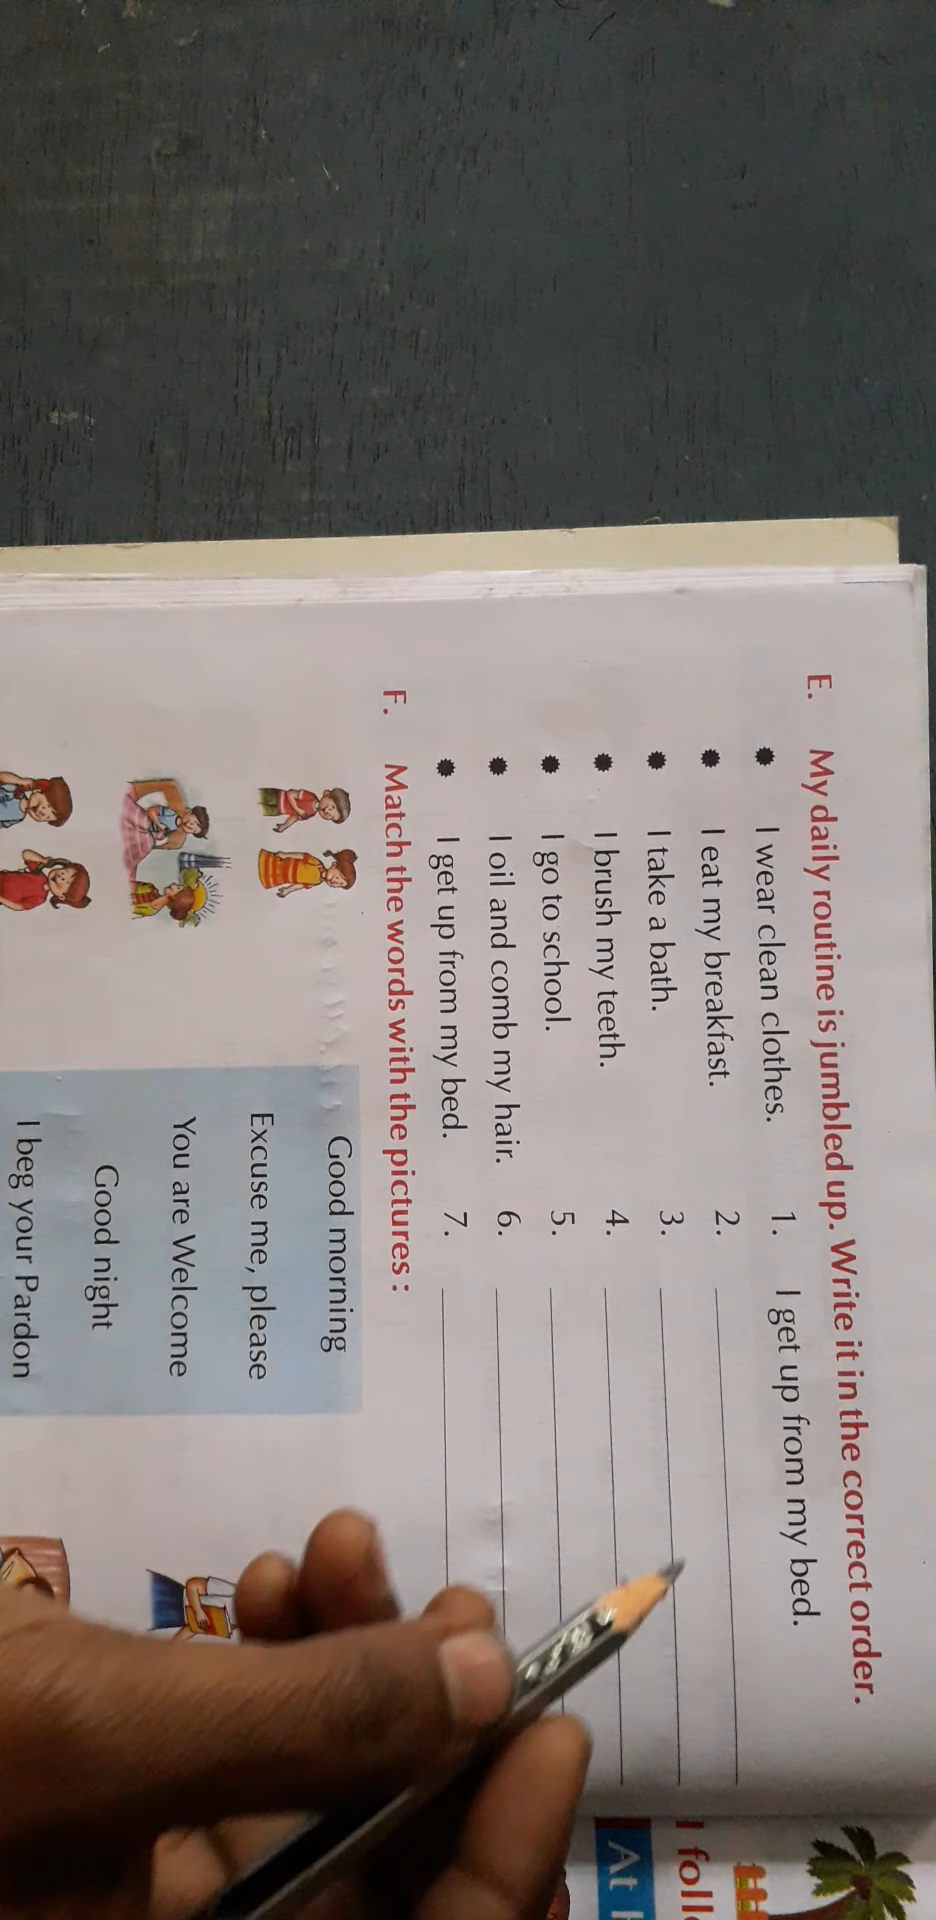 E. My daily routine is jumbled up. Write it in the correct order.
I wear clean clothes. 1. I get up from my bed.
I eat my breakfast. 2.
I take a bath. 3.
I brush my teeth. 4.
I go to school. 5.
I oil and comb my hair. 6.
I get up from my bed. 7.
F. Match the words with the pictures :
Good morning
Excuse me, please
You are Welcome
Good night
I beg your Pardon
I
At